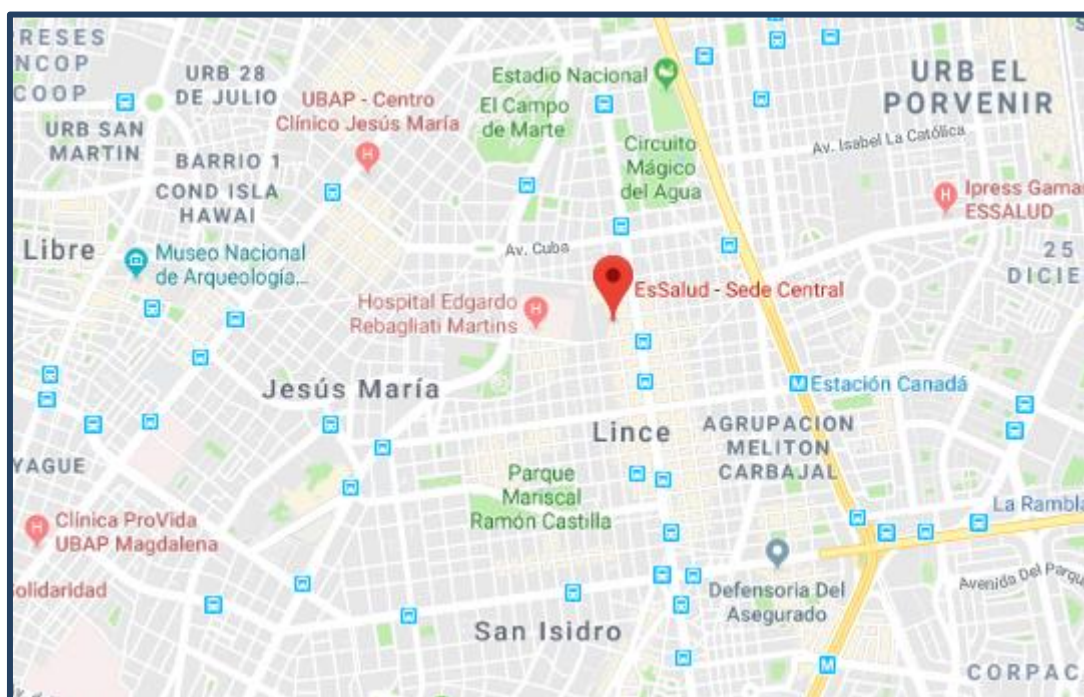 PRESES
NCOP
COOP
URB 28
DE JULIO
URB SAN
MARTIN
UBAP - Centro
Clínico Jesús María
Estadio Nacional
El Campo
de Marte
Circuito
Mágico
del Agua
URB EL
PORVENIR
Av. Isabel La Católica
BARRIO 1
COND ISLA
HAWAI
Ipress Gamar
ESSALUD
Libre
Museo Nacional
de Arqueología...
Av. Cuba
25
DICIE
EsSalud - Sede Central
Hospital Edgardo
Rebagliati Martins
Jesús María
Estación Canadá
Lince
AGRUPACION
MELITON
CARBAJAL
YAGUE
Parque
Mariscal
Ramón Castilla
Clínica ProVida
UBAP Magdalena
La Rambla
Solidaridad
Defensoria Del
Asegurado
Avenida Del Parque
San Isidro
CORPAC